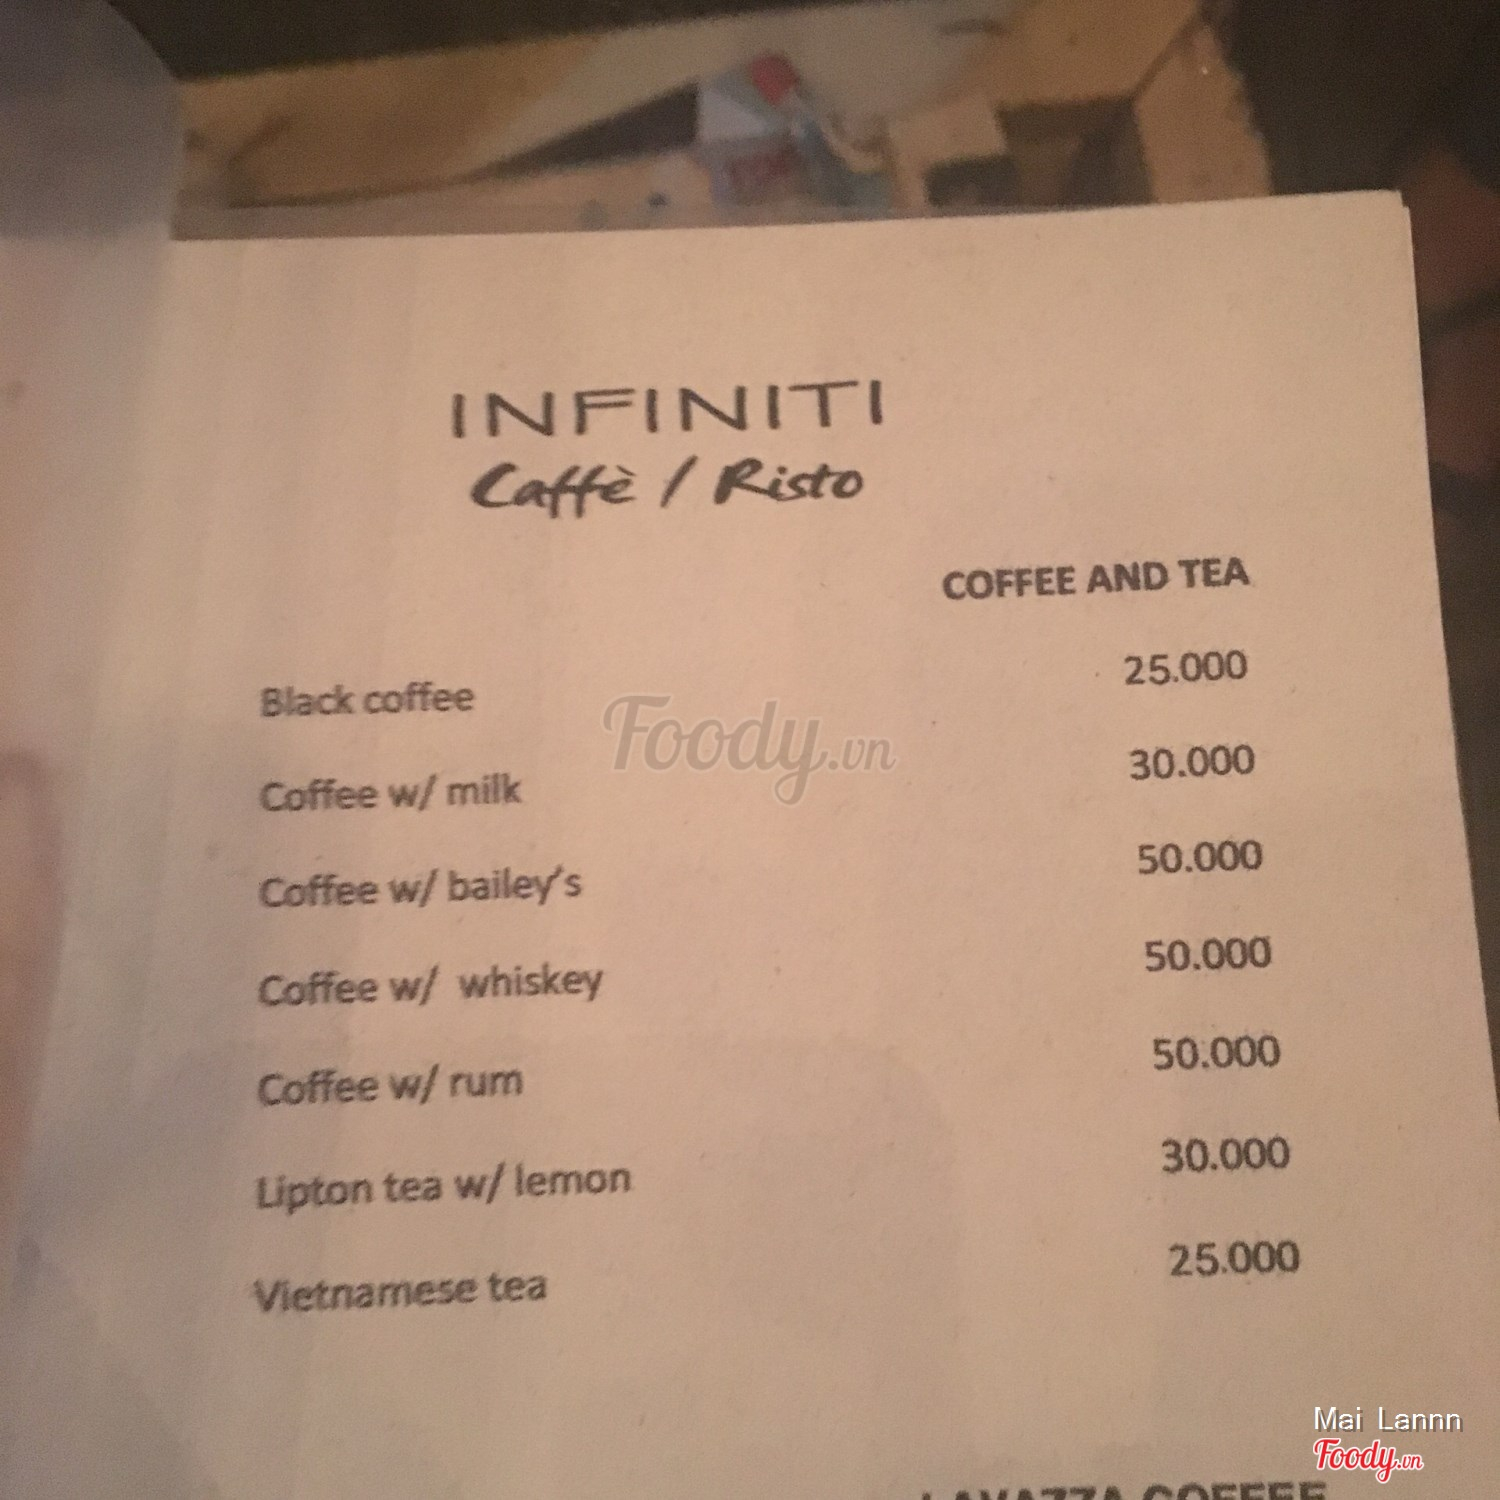 INFINITI
Caffè / Risto
COFFEE AND TEA
Black coffee 25.000
Coffee w/ milk 30.000
Coffee w/ bailey's 50.000
Coffee w/ whiskey 50.000
Coffee w/ rum 50.000
Lipton tea w/ lemon 30.000
Vietnamese tea 25.000
LAVAZZA COFFEE
Foody.vn
Mai Lannn
Foody.vn